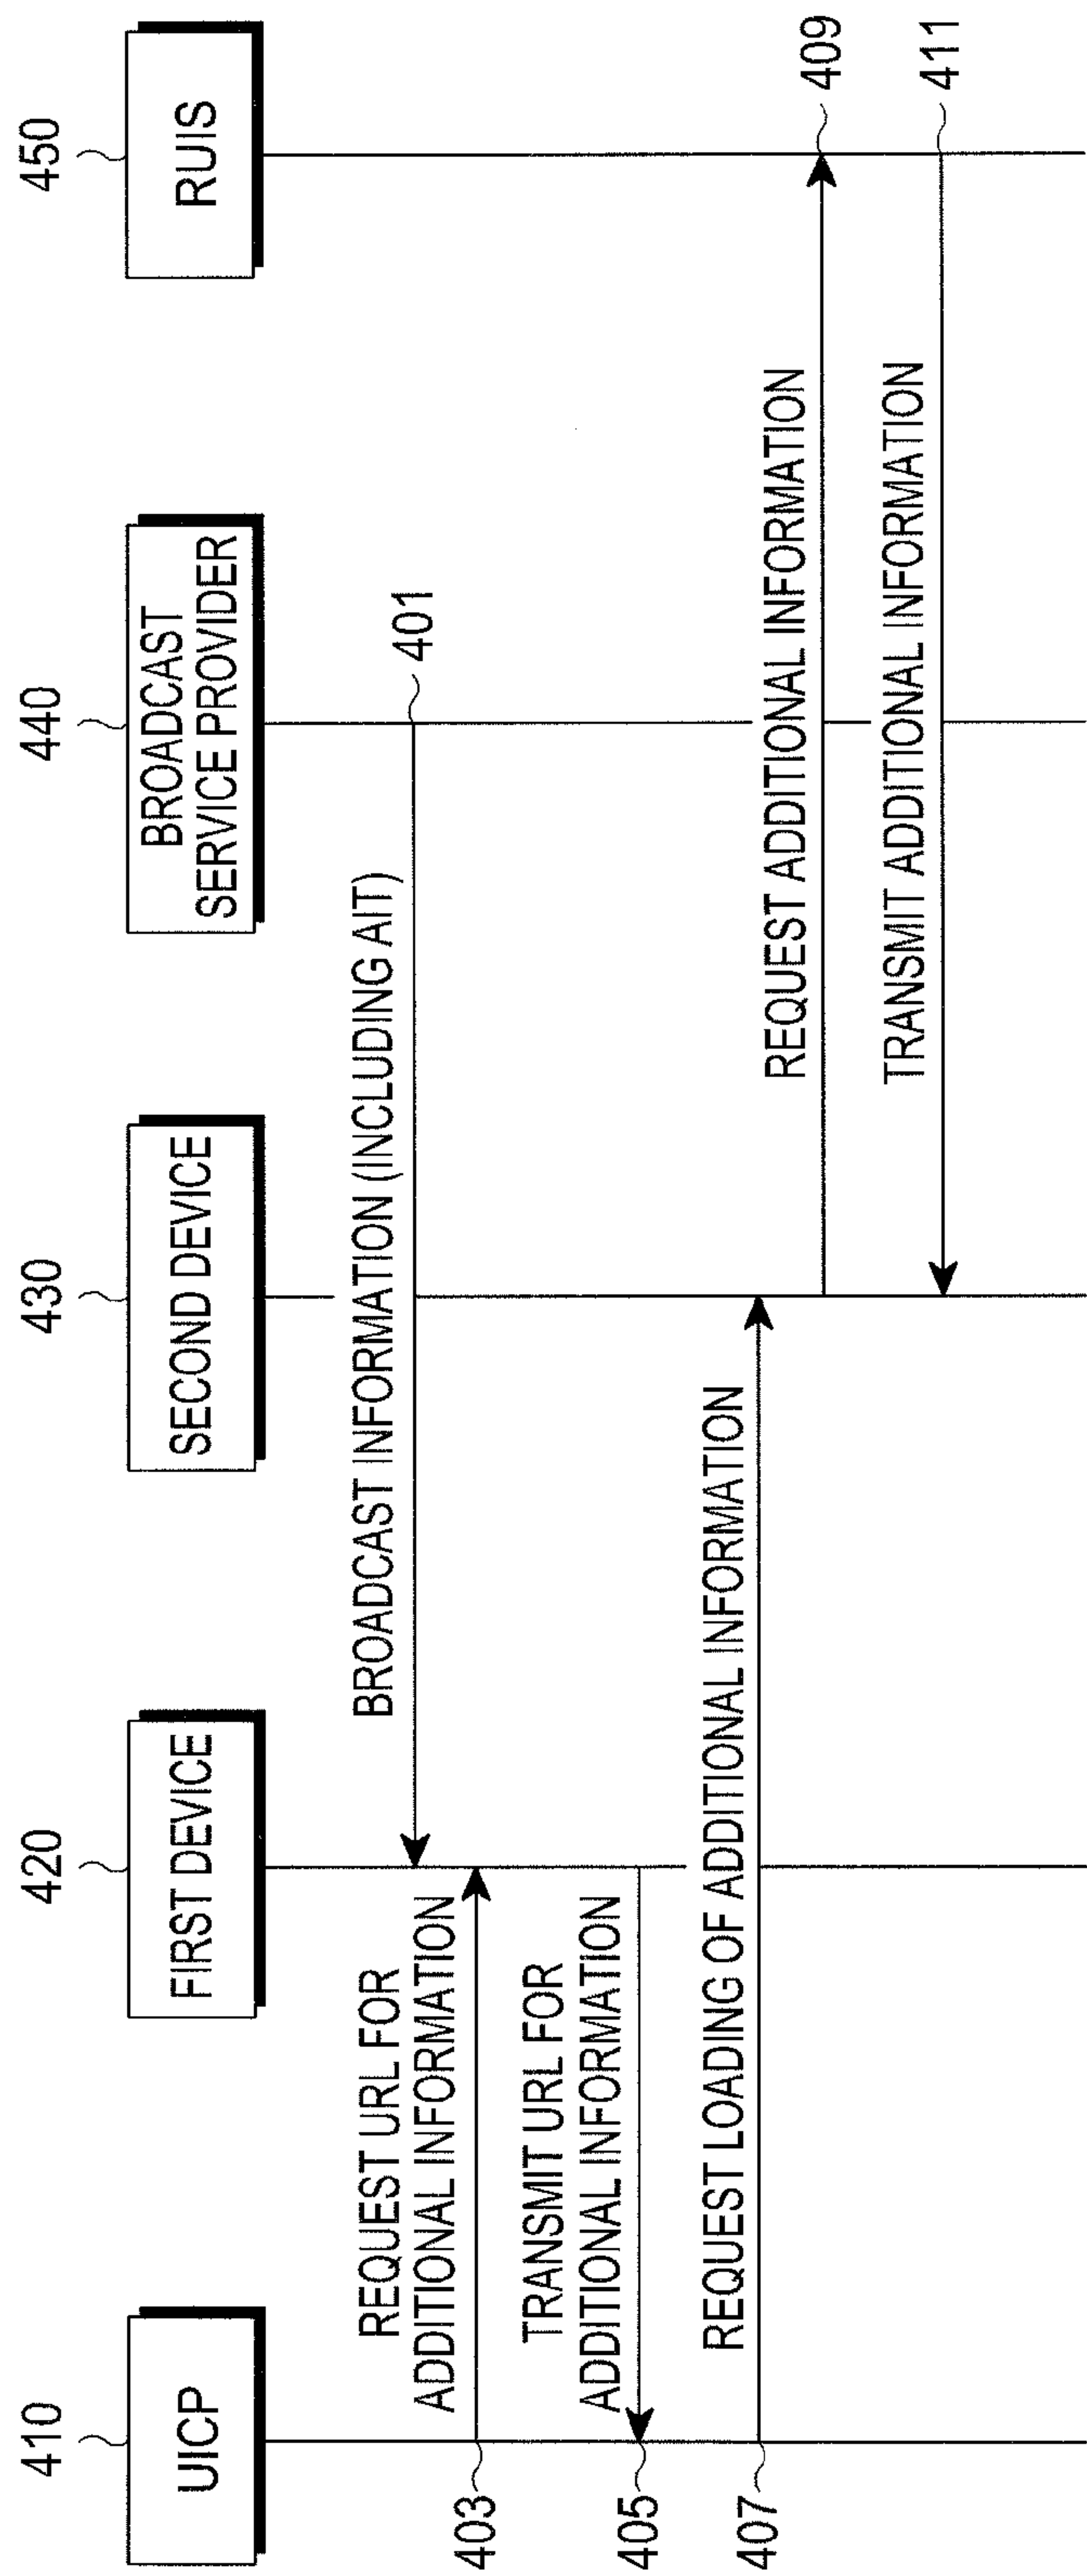 410
420
430
440
450
UICP
FIRST DEVICE
SECOND DEVICE
BROADCAST
SERVICE PROVIDER
RUIS
BROADCAST INFORMATION (INCLUDING AIT)
401
REQUEST URL FOR
ADDITIONAL INFORMATION
403
TRANSMIT URL FOR
ADDITIONAL INFORMATION
405
REQUEST LOADING OF ADDITIONAL INFORMATION
407
REQUEST ADDITIONAL INFORMATION
409
TRANSMIT ADDITIONAL INFORMATION
411